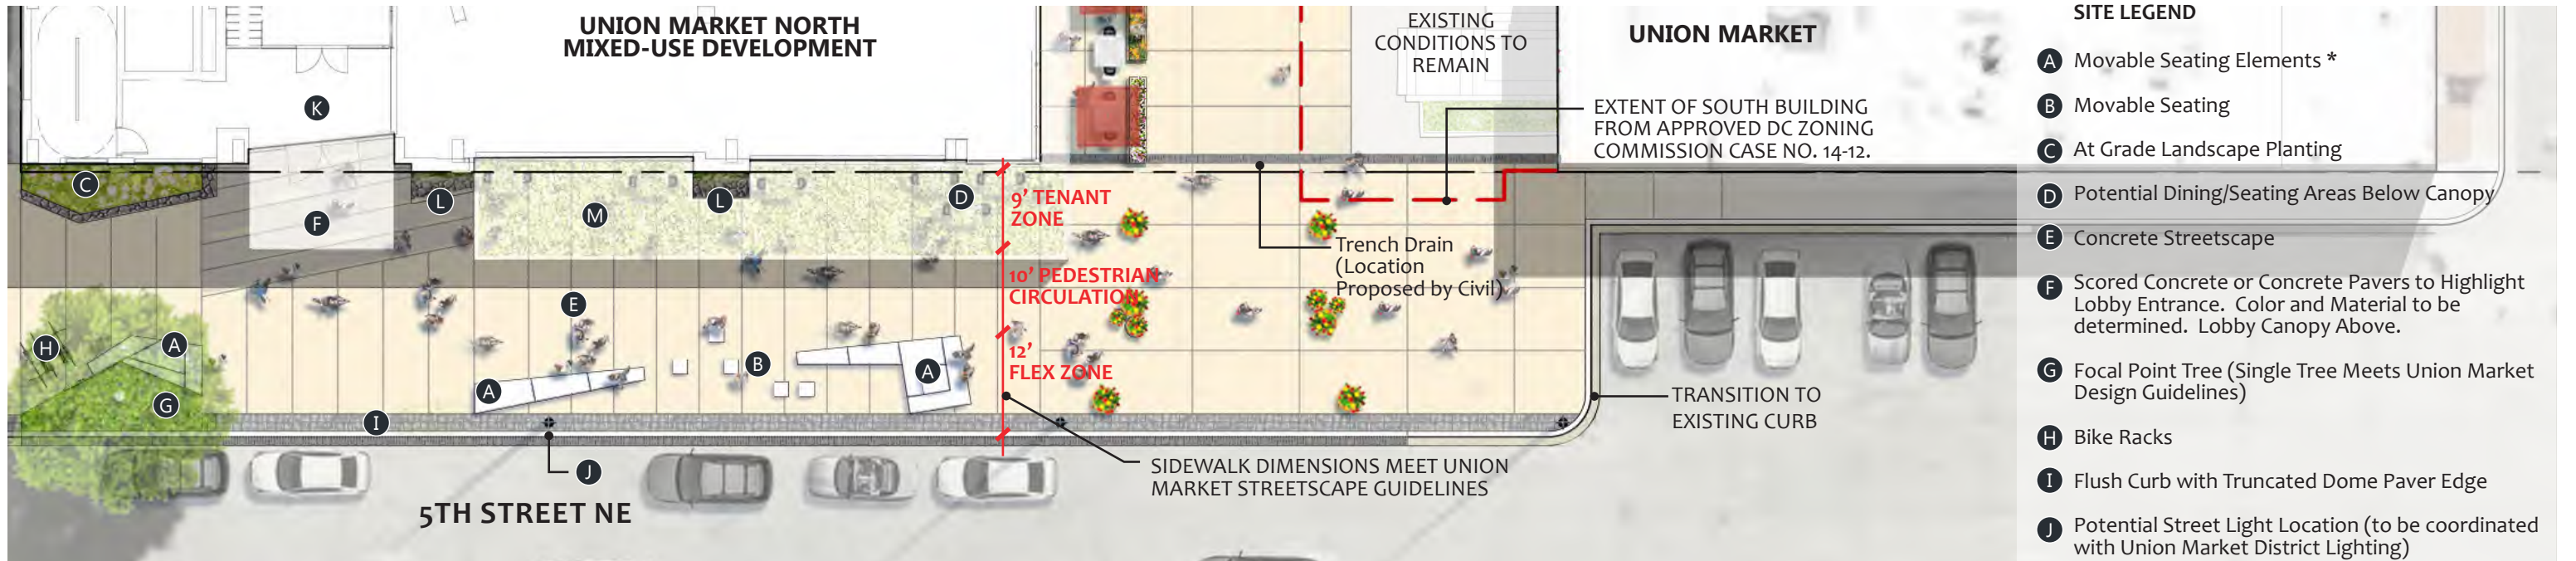 UNION MARKET NORTH
MIXED-USE DEVELOPMENT
EXISTING
CONDITIONS TO
REMAIN
UNION MARKET
EXTENT OF SOUTH BUILDING
FROM APPROVED DC ZONING
COMMISSION CASE NO. 14-12.
K
C
F
L
M
L
D
9' TENANT
ZONE
10' PEDESTRIAN
CIRCULATION
12'
FLEX ZONE
Trench Drain
(Location
Proposed by Civil)
E
H
A
G
A
B
A
I
J
TRANSITION TO
EXISTING CURB
SIDEWALK DIMENSIONS MEET UNION
MARKET STREETSCAPE GUIDELINES
5TH STREET NE
SITE LEGEND
A Movable Seating Elements *
B Movable Seating
C At Grade Landscape Planting
D Potential Dining/Seating Areas Below Canopy
E Concrete Streetscape
F Scored Concrete or Concrete Pavers to Highlight
Lobby Entrance. Color and Material to be
determined. Lobby Canopy Above.
G Focal Point Tree (Single Tree Meets Union Market
Design Guidelines)
H Bike Racks
I Flush Curb with Truncated Dome Paver Edge
J Potential Street Light Location (to be coordinated
with Union Market District Lighting)